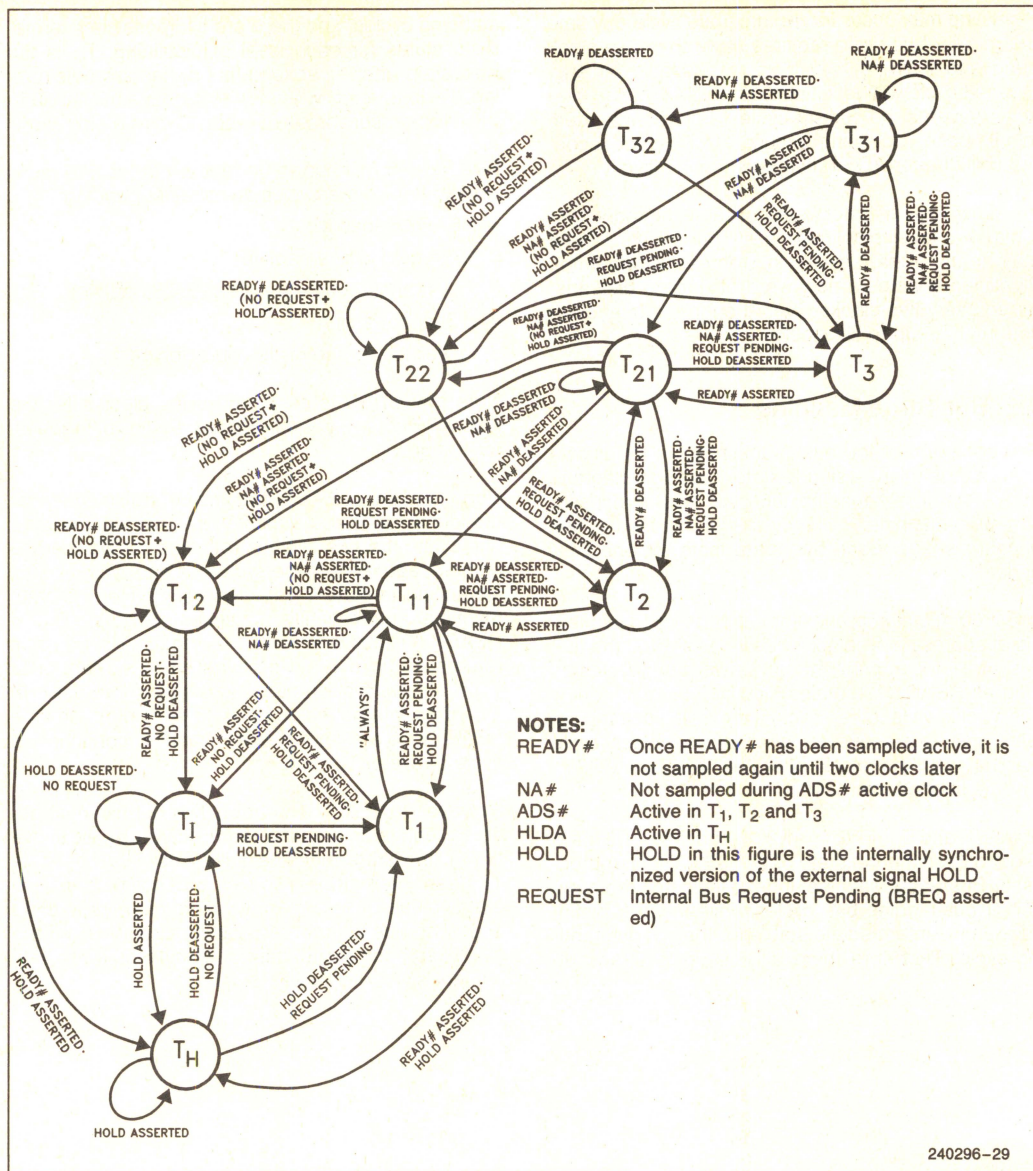 READY# DEASSERTED
READY# DEASSERTED·
NA# ASSERTED
READY# DEASSERTED·
NA# DEASSERTED
T32
T31
READY# ASSERTED·
(NO REQUEST+
HOLD ASSERTED)
READY# ASSERTED·
NA# ASSERTED·
(NO REQUEST+
HOLD ASSERTED)
READY# ASSERTED·
NA# DEASSERTED
READY# ASSERTED·
REQUEST PENDING·
HOLD DEASSERTED
READY# DEASSERTED
READY# ASSERTED·
NA# ASSERTED·
REQUEST PENDING·
HOLD DEASSERTED
READY# DEASSERTED·
(NO REQUEST+
HOLD ASSERTED)
READY# DEASSERTED·
REQUEST PENDING·
HOLD DEASSERTED
READY# DEASSERTED·
NA# ASSERTED·
(NO REQUEST+
HOLD ASSERTED)
READY# DEASSERTED·
NA# ASSERTED·
REQUEST PENDING·
HOLD DEASSERTED
T22
T21
T3
READY# ASSERTED
READY# ASSERTED·
(NO REQUEST+
HOLD ASSERTED)
READY# DEASSERTED·
NA# DEASSERTED
READY# ASSERTED·
NA# ASSERTED·
(NO REQUEST+
HOLD ASSERTED)
READY# ASSERTED·
NA# DEASSERTED
READY# ASSERTED·
REQUEST PENDING·
HOLD DEASSERTED
READY# DEASSERTED
READY# ASSERTED·
NA# ASSERTED·
REQUEST PENDING·
HOLD DEASSERTED
READY# DEASSERTED·
(NO REQUEST+
HOLD ASSERTED)
READY# DEASSERTED·
REQUEST PENDING·
HOLD DEASSERTED
READY# DEASSERTED·
NA# ASSERTED·
(NO REQUEST+
HOLD ASSERTED)
READY# DEASSERTED·
NA# ASSERTED·
REQUEST PENDING·
HOLD DEASSERTED
T12
T11
T2
READY# ASSERTED
READY# DEASSERTED·
NA# DEASSERTED
READY# ASSERTED·
NO REQUEST·
HOLD DEASSERTED
READY# ASSERTED·
NO REQUEST·
HOLD DEASSERTED
READY# ASSERTED·
REQUEST PENDING·
HOLD DEASSERTED
"ALWAYS"
READY# ASSERTED·
REQUEST PENDING·
HOLD DEASSERTED
HOLD DEASSERTED·
NO REQUEST
TI
REQUEST PENDING·
HOLD DEASSERTED
T1
HOLD ASSERTED
HOLD DEASSERTED·
NO REQUEST
HOLD DEASSERTED·
REQUEST PENDING
READY# ASSERTED·
HOLD ASSERTED
READY# ASSERTED·
HOLD ASSERTED
TH
HOLD ASSERTED
NOTES:
READY# Once READY# has been sampled active, it is
not sampled again until two clocks later
NA# Not sampled during ADS# active clock
ADS# Active in T1, T2 and T3
HLDA Active in TH
HOLD HOLD in this figure is the internally synchro-
nized version of the external signal HOLD
REQUEST Internal Bus Request Pending (BREQ assert-
ed)
240296–29